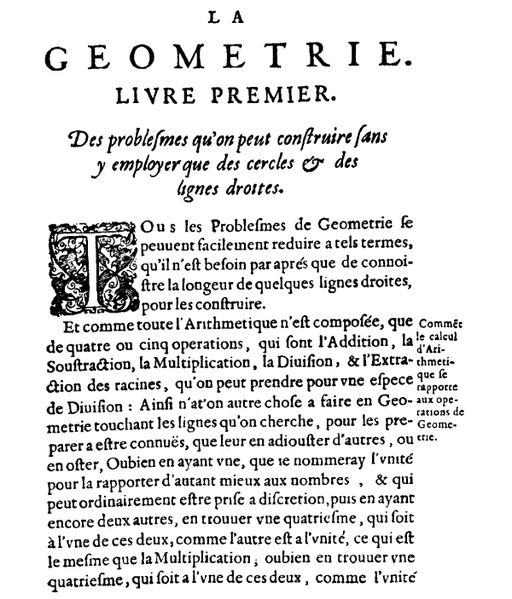 LA
GEOMETRIE.
LIVRE PREMIER.
Des problesmes qu'on peut construire sans
y employer que des cercles & des
lignes droites.
TOus les Problesmes de Geometrie se
peuuent facilement reduire a tels termes,
qu'il n'est besoin par aprés que de connoi-
stre la longeur de quelques lignes droites,
pour les construire.
Et comme toute l'Arithmetique n'est composée, que
de quatre ou cinq operations, qui sont l'Addition, la
Soustraction, la Multiplication, la Diuision, & l'Extra-
ction des racines, qu'on peut prendre pour vne espece
de Diuision : Ainsi n'at'on autre chose a faire en Geo-
metrie touchant les lignes qu'on cherche, pour les pre-
parer a estre connuës, que leur en adiouster d'autres, ou
en oster, Oubien en ayant vne, que ie nommeray l'vnité
pour la rapporter d'autant mieux aux nombres , & qui
peut ordinairement estre prise a discretion, puis en ayant
encore deux autres, en trouuer vne quatriesme, qui soit
à l'vne de ces deux, comme l'autre est a l'vnité, ce qui est
le mesme que la Multiplication; oubien en trouuer vne
quatriesme, qui soit a l'vne de ces deux, comme l'vnité
Commēt
le calcul
d'Ari-
thmeti-
que se
rapporte
aux ope-
rations de
Geome-
trie.